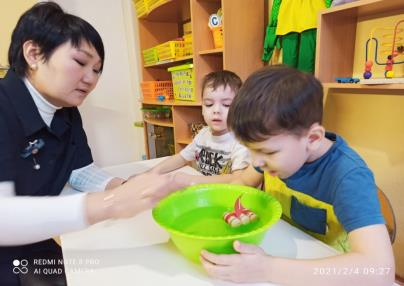 REDMI NOTE 8 PRO
AI QUAD CAMERA
2021/2/4 09:27